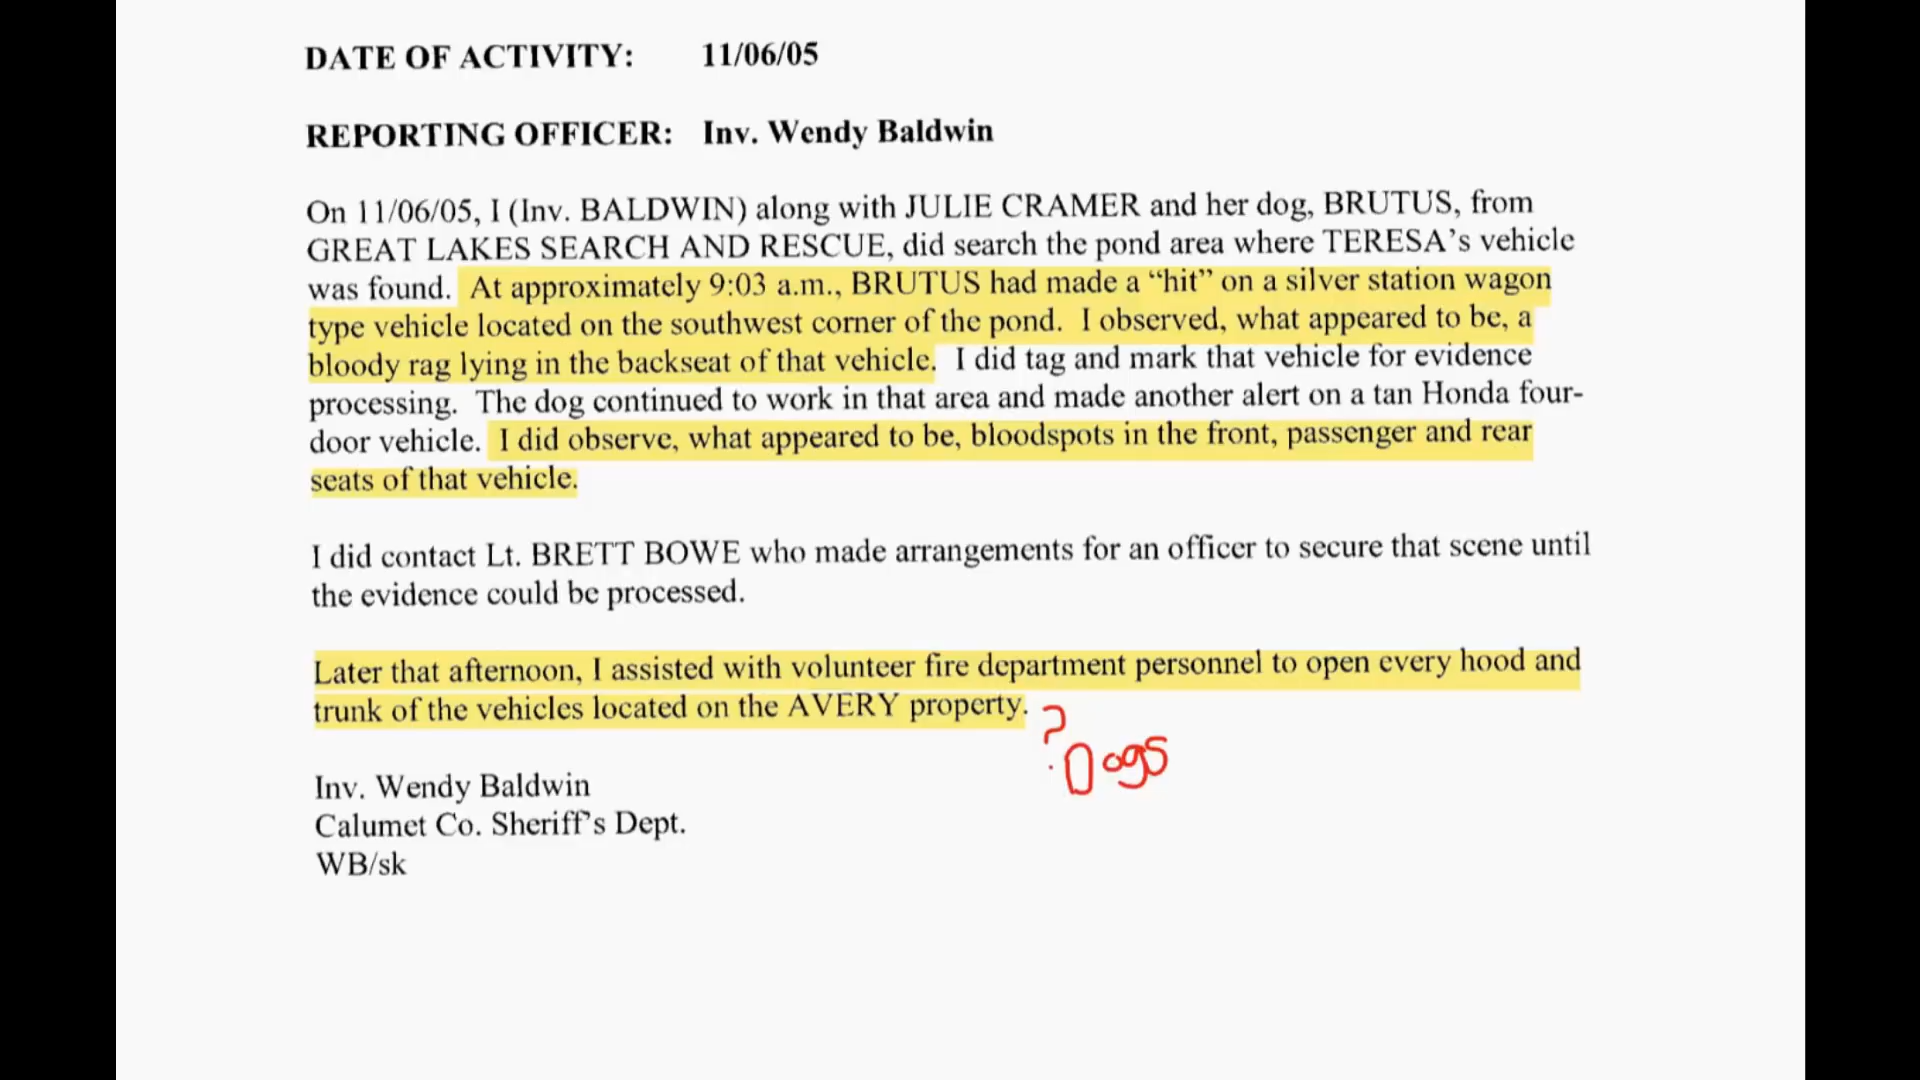 DATE OF ACTIVITY: 11/06/05
REPORTING OFFICER: Inv. Wendy Baldwin
On 11/06/05, I (Inv. BALDWIN) along with JULIE CRAMER and her dog, BRUTUS, from
GREAT LAKES SEARCH AND RESCUE, did search the pond area where TERESA's vehicle
was found. At approximately 9:03 a.m., BRUTUS had made a “hit” on a silver station wagon
type vehicle located on the southwest corner of the pond. I observed, what appeared to be, a
bloody rag lying in the backseat of that vehicle. I did tag and mark that vehicle for evidence
processing. The dog continued to work in that area and made another alert on a tan Honda four-
door vehicle. I did observe, what appeared to be, bloodspots in the front, passenger and rear
seats of that vehicle.
I did contact Lt. BRETT BOWE who made arrangements for an officer to secure that scene until
the evidence could be processed.
Later that afternoon, I assisted with volunteer fire department personnel to open every hood and
trunk of the vehicles located on the AVERY property.
? Dogs
Inv. Wendy Baldwin
Calumet Co. Sheriff's Dept.
WB/sk